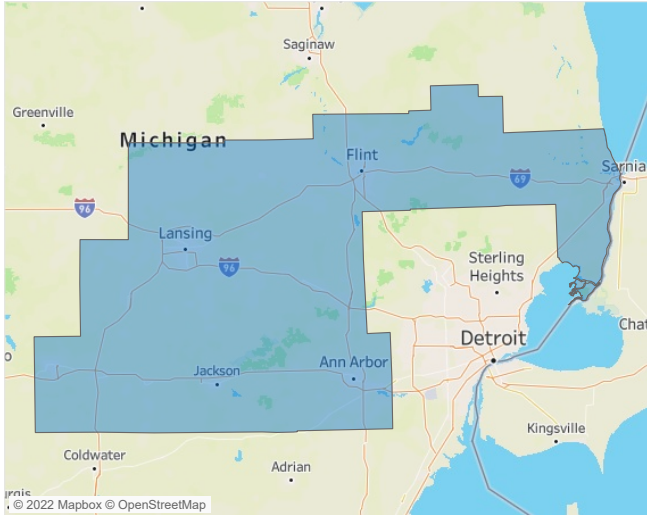 Saginaw
Greenville
Michigan
Flint
Sarnia
69
96
Lansing
96
Sterling
Heights
Chat
Detroit
Jackson
Ann Arbor
Kingsville
Coldwater
Adrian
urgis
© 2022 Mapbox © OpenStreetMap